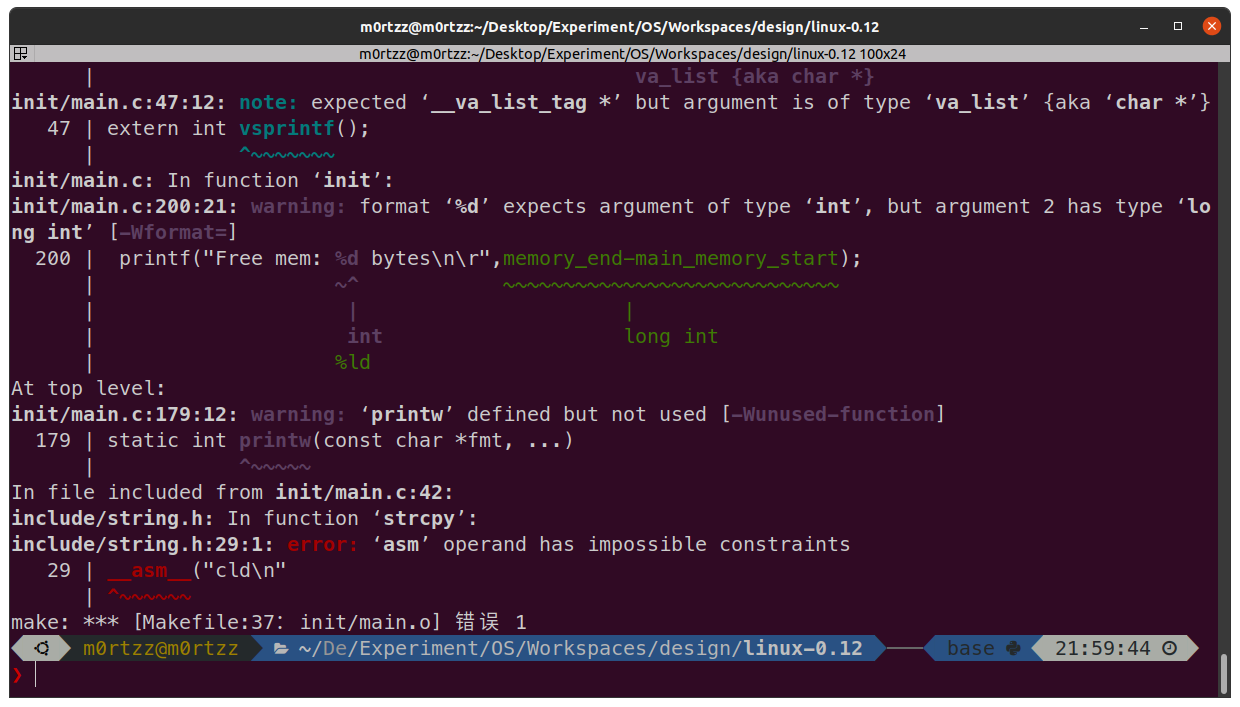 m0rtzz@m0rtzz:~/Desktop/Experiment/OS/Workspaces/design/linux-0.12
m0rtzz@m0rtzz:~/Desktop/Experiment/OS/Workspaces/design/linux-0.12 100x24
| va_list {aka char *}
init/main.c:47:12: note: expected ‘__va_list_tag *’ but argument is of type ‘va_list’ {aka ‘char *’}
47 | extern int vsprintf();
| ^~~~~~~~
init/main.c: In function ‘init’:
init/main.c:200:21: warning: format ‘%d’ expects argument of type ‘int’, but argument 2 has type ‘lo
ng int’ [-Wformat=]
200 | printf("Free mem: %d bytes\n\r",memory_end-main_memory_start);
| ~^ ~~~~~~~~~~~~~~~~~~~~~~~~~~~~
| | |
| int long int
| %ld
At top level:
init/main.c:179:12: warning: ‘printw’ defined but not used [-Wunused-function]
179 | static int printw(const char *fmt, ...)
| ^~~~~~
In file included from init/main.c:42:
include/string.h: In function ‘strcpy’:
include/string.h:29:1: error: ‘asm’ operand has impossible constraints
29 | __asm__("cld\n"
| ^~~~~~~
make: *** [Makefile:37: init/main.o] 错误 1
m0rtzz@m0rtzz ~/De/Experiment/OS/Workspaces/design/linux-0.12 base 21:59:44
❯